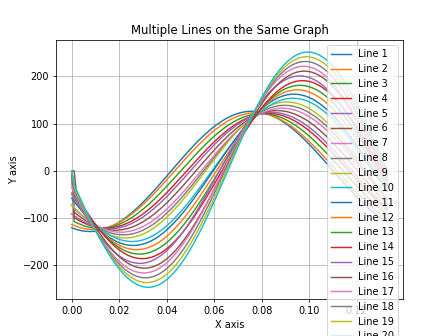 Multiple Lines on the Same Graph
Y axis
200
100
0
−100
−200
0.00
0.02
0.04
0.06
0.08
0.10
X axis
Line 1
Line 2
Line 3
Line 4
Line 5
Line 6
Line 7
Line 8
Line 9
Line 10
Line 11
Line 12
Line 13
Line 14
Line 15
Line 16
Line 17
Line 18
Line 19
Line 20